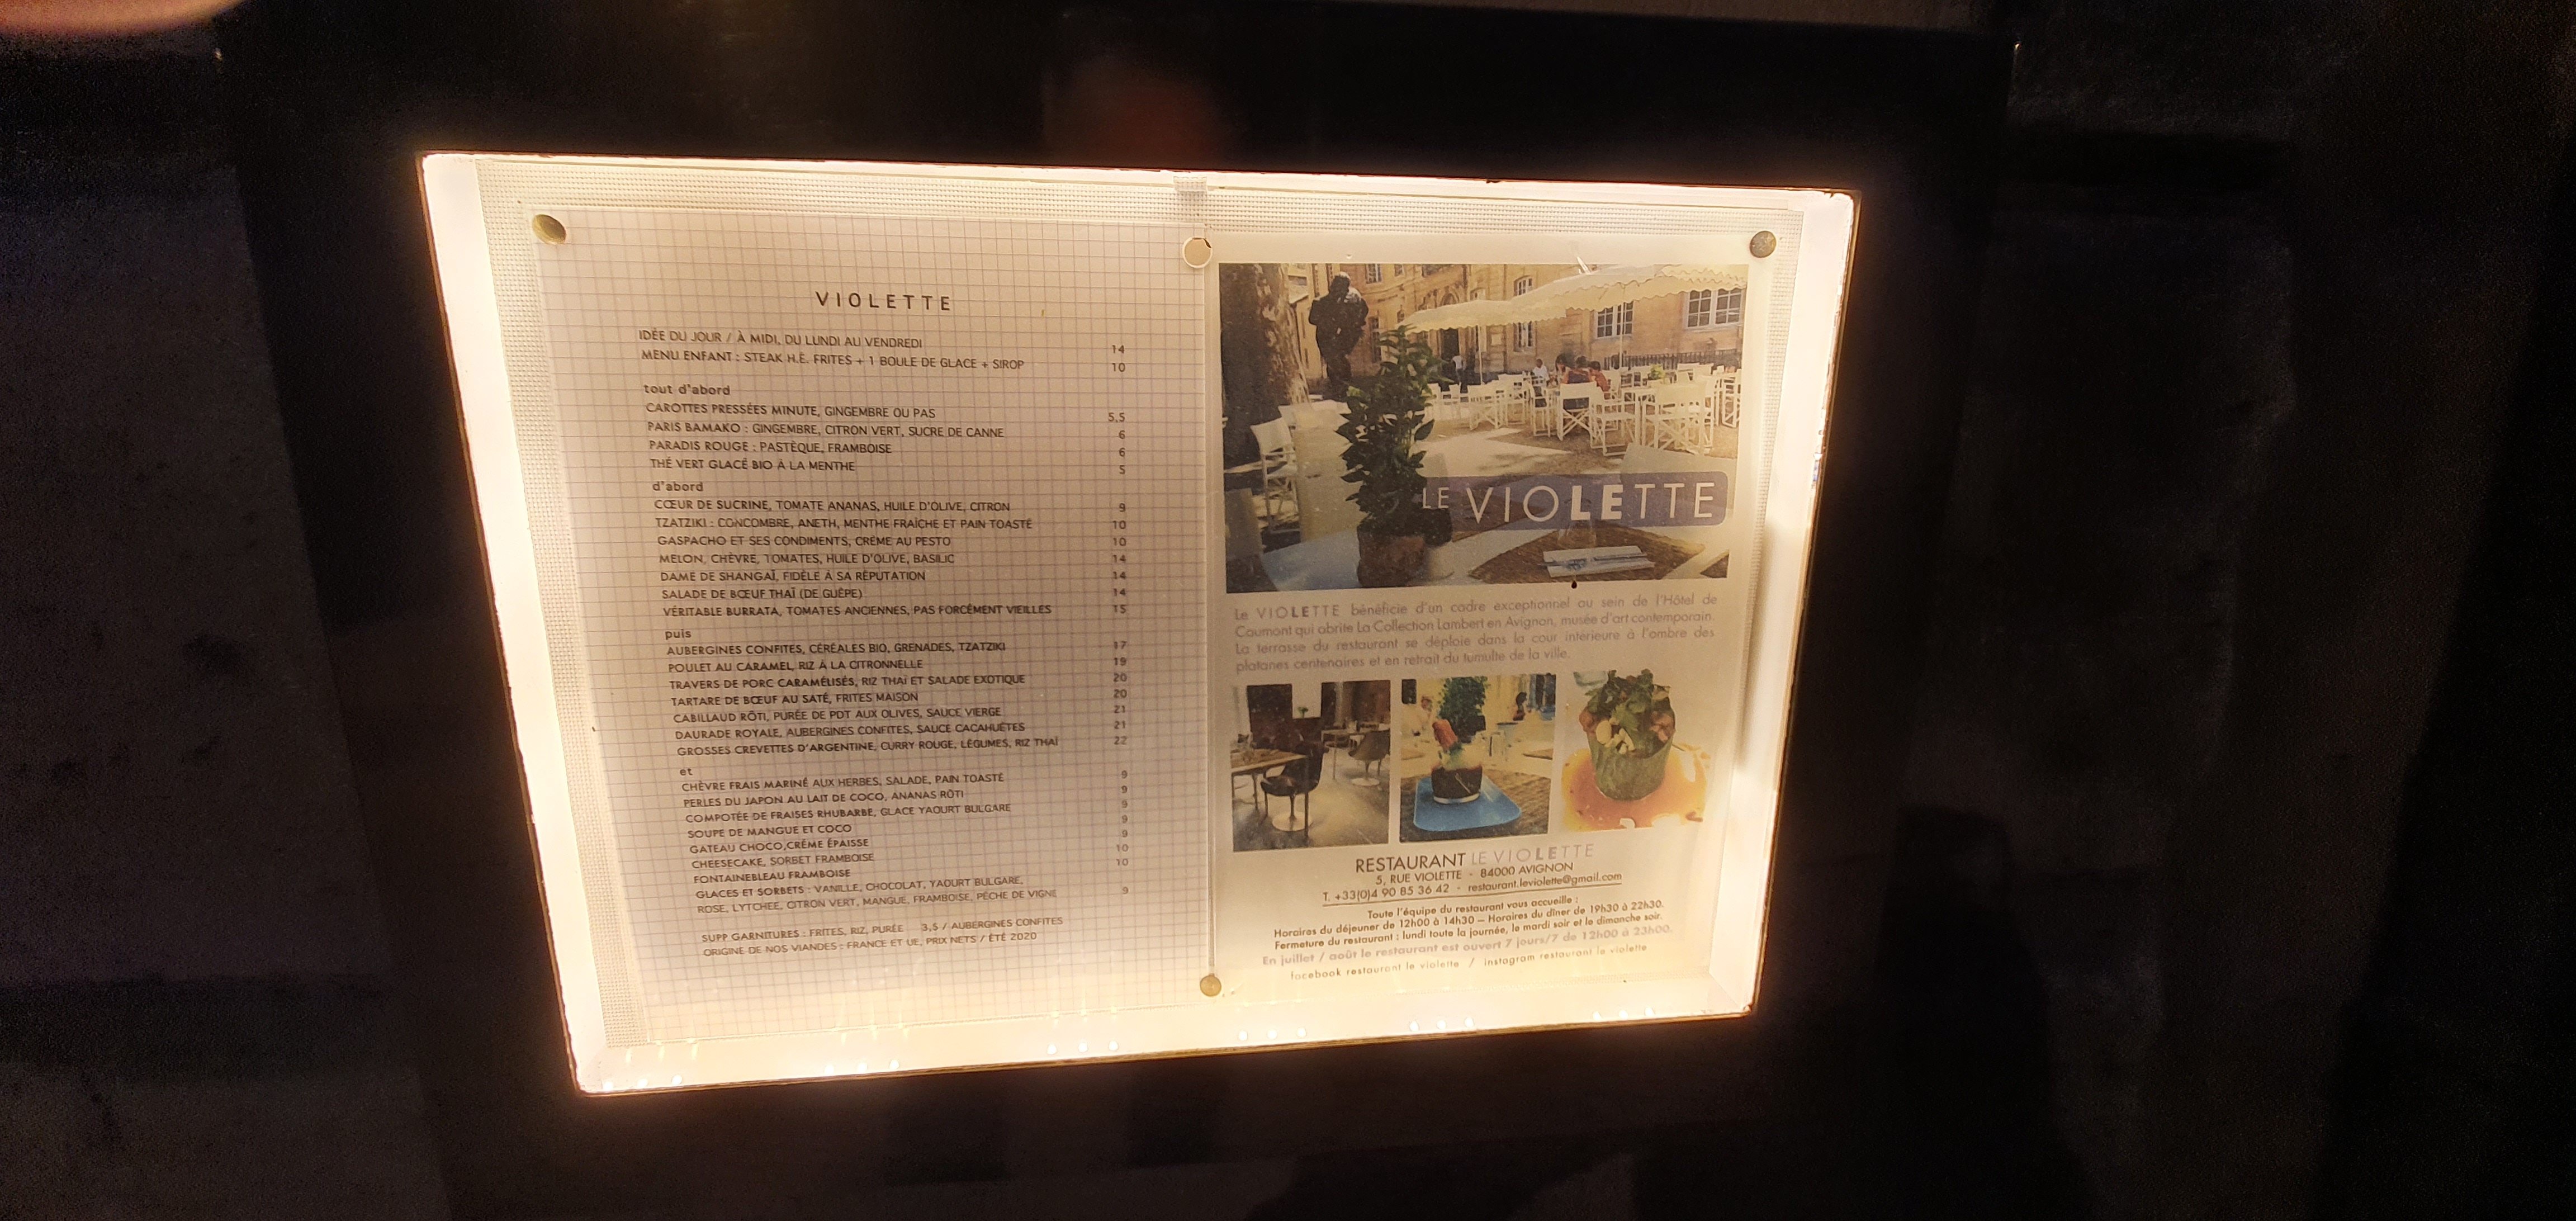 VIOLETTE
IDÉE DU JOUR / À MIDI, DU LUNDI AU VENDREDI 14
MENU ENFANT : STEAK H.É. FRITES + 1 BOULE DE GLACE + SIROP 10
tout d'abord
CAROTTES PRESSÉES MINUTE, GINGEMBRE OU PAS 5,5
PARIS BAMAKO : GINGEMBRE, CITRON VERT, SUCRE DE CANNE 6
PARADIS ROUGE : PASTÈQUE, FRAMBOISE 6
THÉ VERT GLACÉ BIO À LA MENTHE 5
d'abord
CŒUR DE SUCRINE, TOMATE ANANAS, HUILE D'OLIVE, CITRON 9
TZATZIKI : CONCOMBRE, ANETH, MENTHE FRAÎCHE ET PAIN TOASTÉ 10
GASPACHO ET SES CONDIMENTS, CRÈME AU PESTO 10
MELON, CHÈVRE, TOMATES, HUILE D'OLIVE, BASILIC 14
DAME DE SHANGAÏ, FIDÈLE À SA RÉPUTATION 14
SALADE DE BŒUF THAÏ (DE GUÊPE) 14
VÉRITABLE BURRATA, TOMATES ANCIENNES, PAS FORCÉMENT VIEILLES 15
puis
AUBERGINES CONFITES, CÉRÉALES BIO, GRENADES, TZATZIKI 17
POULET AU CARAMEL, RIZ À LA CITRONNELLE 19
TRAVERS DE PORC CARAMÉLISÉS, RIZ THAÏ ET SALADE EXOTIQUE 20
TARTARE DE BŒUF AU SATÉ, FRITES MAISON 20
CABILLAUD RÔTI, PURÉE DE PDT AUX OLIVES, SAUCE VIERGE 21
DAURADE ROYALE, AUBERGINES CONFITES, SAUCE CACAHUÈTES 21
GROSSES CREVETTES D'ARGENTINE, CURRY ROUGE, LÉGUMES, RIZ THAÏ 22
et
CHÈVRE FRAIS MARINÉ AUX HERBES, SALADE, PAIN TOASTÉ 9
PERLES DU JAPON AU LAIT DE COCO, ANANAS RÔTI 9
COMPOTÉE DE FRAISES RHUBARBE, GLACE YAOURT BULGARE 9
SOUPE DE MANGUE ET COCO 9
GATEAU CHOCO,CRÈME ÉPAISSE 9
CHEESECAKE, SORBET FRAMBOISE 10
FONTAINEBLEAU FRAMBOISE 10
GLACES ET SORBETS : VANILLE, CHOCOLAT, YAOURT BULGARE,
ROSE, LYTCHEE, CITRON VERT, MANGUE, FRAMBOISE, PÊCHE DE VIGNE 9
SUPP GARNITURES : FRITES, RIZ, PURÉE 3,5 / AUBERGINES CONFITES
ORIGINE DE NOS VIANDES : FRANCE ET UE, PRIX NETS / ÉTÉ 2020
LE VIOLETTE
Le VIOLETTE bénéficie d'un cadre exceptionnel au sein de l'Hôtel de
Caumont qui abrite La Collection Lambert en Avignon, musée d'art contemporain.
La terrasse du restaurant se déploie dans la cour intérieure à l'ombre des
platanes centenaires et en retrait du tumulte de la ville.
RESTAURANT LE VIOLETTE
5, RUE VIOLETTE - 84000 AVIGNON
T. +33(0)4 90 85 36 42 - restaurant.leviolette@gmail.com
Toute l'équipe du restaurant vous accueille :
Horaires du déjeuner de 12h00 à 14h30 – Horaires du dîner de 19h30 à 22h30.
Fermeture du restaurant : lundi toute la journée, le mardi soir et le dimanche soir.
En juillet / août le restaurant est ouvert 7 jours/7 de 12h00 à 23h00.
facebook restaurant le violette / instagram restaurant le violette